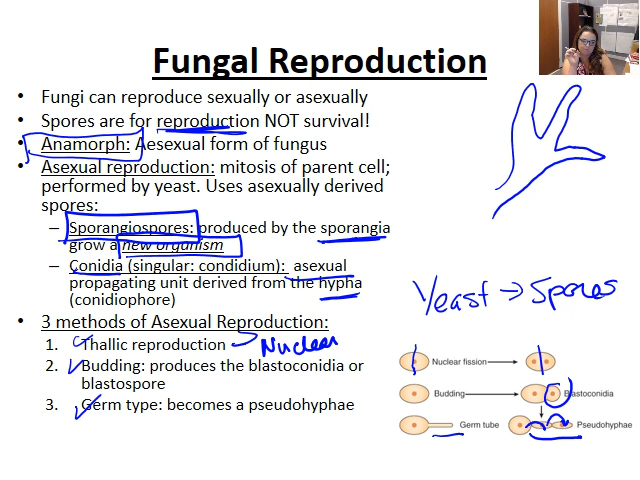 Fungal Reproduction
• Fungi can reproduce sexually or asexually
• Spores are for reproduction NOT survival!
• Anamorph: Aesexual form of fungus
• Asexual reproduction: mitosis of parent cell;
performed by yeast. Uses asexually derived
spores:
– Sporangiospores: produced by the sporangia
grow a new organism
– Conidia (singular: condidium): asexual
propagating unit derived from the hypha
(conidiophore)
• 3 methods of Asexual Reproduction:
1. Thallic reproduction Nuclear
2. Budding: produces the blastoconidia or
blastospore
3. Germ type: becomes a pseudohyphae
Yeast → Spores
Nuclear fission
Budding Blastoconidia
Germ tube Pseudohyphae